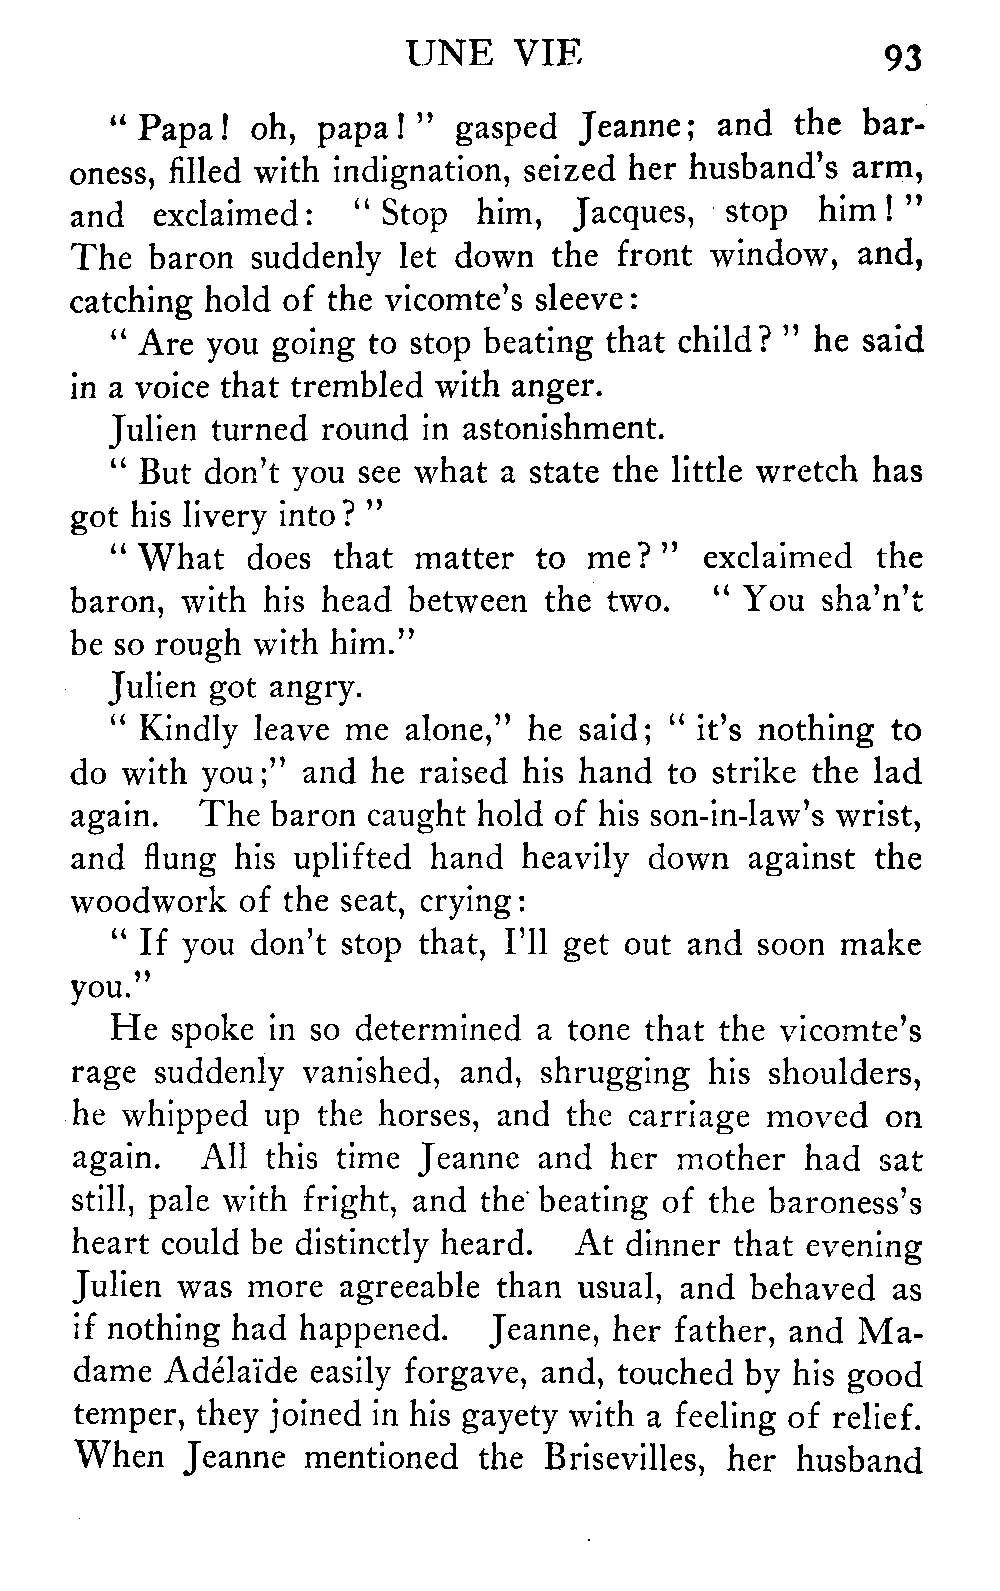 UNE VIE 93
“ Papa! oh, papa! ” gasped Jeanne; and the bar-
oness, filled with indignation, seized her husband's arm,
and exclaimed: “ Stop him, Jacques, stop him! ”
The baron suddenly let down the front window, and,
catching hold of the vicomte's sleeve:
“ Are you going to stop beating that child? ” he said
in a voice that trembled with anger.
Julien turned round in astonishment.
“ But don't you see what a state the little wretch has
got his livery into? ”
“ What does that matter to me? ” exclaimed the
baron, with his head between the two. “ You sha'n't
be so rough with him.”
Julien got angry.
“ Kindly leave me alone,” he said; “ it's nothing to
do with you;” and he raised his hand to strike the lad
again. The baron caught hold of his son-in-law's wrist,
and flung his uplifted hand heavily down against the
woodwork of the seat, crying:
“ If you don't stop that, I'll get out and soon make
you.”
He spoke in so determined a tone that the vicomte's
rage suddenly vanished, and, shrugging his shoulders,
he whipped up the horses, and the carriage moved on
again. All this time Jeanne and her mother had sat
still, pale with fright, and the beating of the baroness's
heart could be distinctly heard. At dinner that evening
Julien was more agreeable than usual, and behaved as
if nothing had happened. Jeanne, her father, and Ma-
dame Adélaïde easily forgave, and, touched by his good
temper, they joined in his gayety with a feeling of relief.
When Jeanne mentioned the Brisevilles, her husband